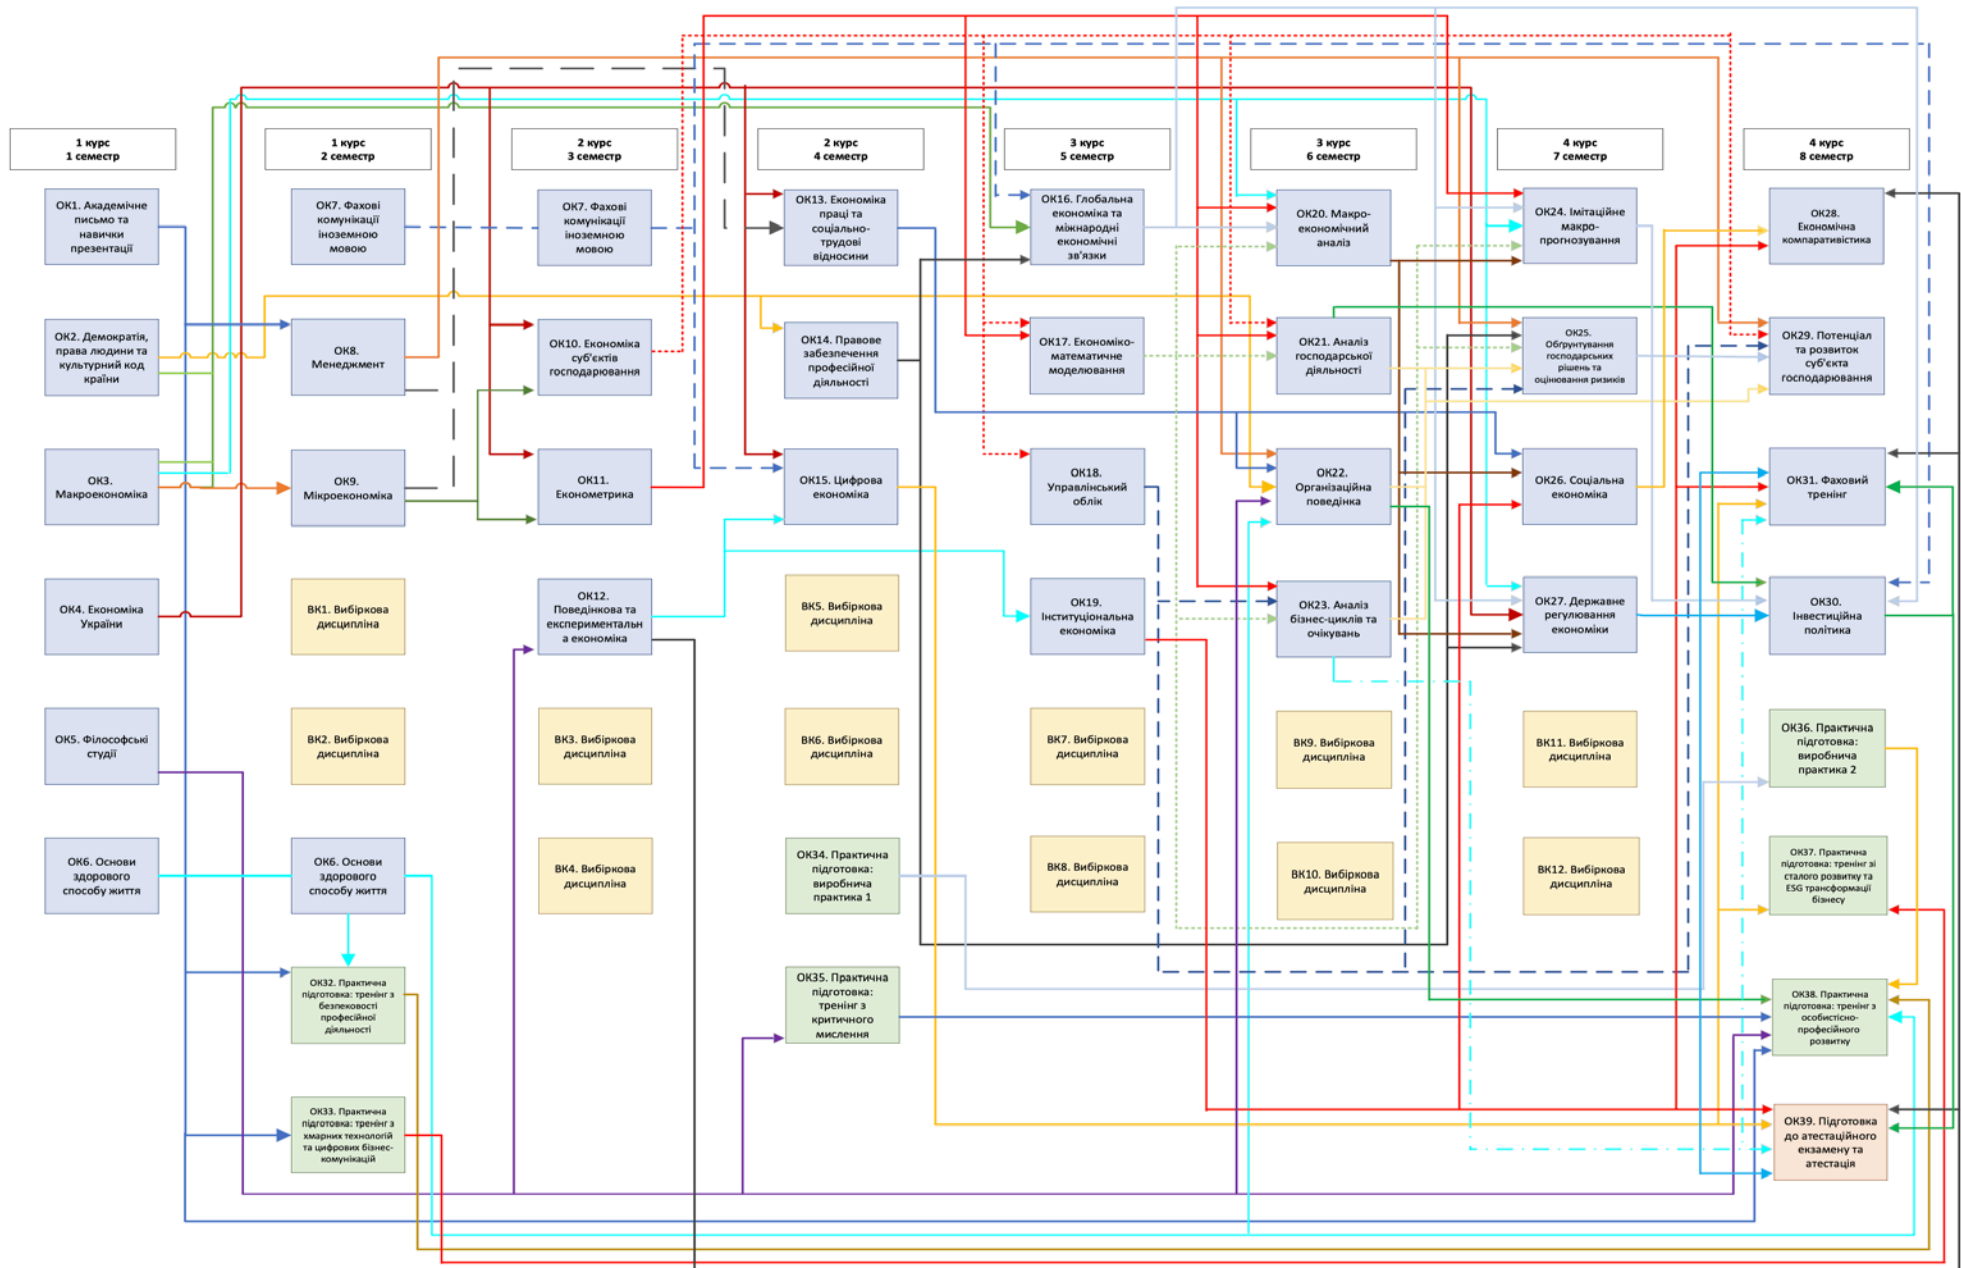 1 курс
1 семестр
1 курс
2 семестр
2 курс
3 семестр
2 курс
4 семестр
3 курс
5 семестр
3 курс
6 семестр
4 курс
7 семестр
4 курс
8 семестр
ОК1. Академічне
письмо та
навички
презентації
ОК7. Фахові
комунікації
іноземною
мовою
ОК7. Фахові
комунікації
іноземною
мовою
ОК13. Економіка
праці та
соціально-
трудові
відносини
ОК16. Глобальна
економіка та
міжнародні
економічні
зв'язки
ОК20. Макро-
економічний
аналіз
ОК24. Імітаційне
макро-
прогнозування
ОК28.
Економічна
компаративістика
ОК2. Демократія,
права людини та
культурний код
країни
ОК8.
Менеджмент
ОК10. Економіка
суб'єктів
господарювання
ОК14. Правове
забезпечення
професійної
діяльності
ОК17. Економіко-
математичне
моделювання
ОК21. Аналіз
господарської
діяльності
ОК25.
Обґрунтування
господарських
рішень та
оцінювання ризиків
ОК29. Потенціал
та розвиток
суб'єкта
господарювання
ОК3.
Макроекономіка
ОК9.
Мікроекономіка
ОК11.
Економетрика
ОК15. Цифрова
економіка
ОК18.
Управлінський
облік
ОК22.
Організаційна
поведінка
ОК26. Соціальна
економіка
ОК31. Фаховий
тренінг
ОК4. Економіка
України
ВК1. Вибіркова
дисципліна
ОК12.
Поведінкова та
експериментальн
а економіка
ВК5. Вибіркова
дисципліна
ОК19.
Інституціональна
економіка
ОК23. Аналіз
бізнес-циклів та
очікувань
ОК27. Державне
регулювання
економіки
ОК30.
Інвестиційна
політика
ОК5. Філософські
студії
ВК2. Вибіркова
дисципліна
ВК3. Вибіркова
дисципліна
ВК6. Вибіркова
дисципліна
ВК7. Вибіркова
дисципліна
ВК9. Вибіркова
дисципліна
ВК11. Вибіркова
дисципліна
ОК36. Практична
підготовка:
виробнича
практика 2
ОК6. Основи
здорового
способу життя
ОК6. Основи
здорового
способу життя
ВК4. Вибіркова
дисципліна
ОК34. Практична
підготовка:
виробнича
практика 1
ВК8. Вибіркова
дисципліна
ВК10. Вибіркова
дисципліна
ВК12. Вибіркова
дисципліна
ОК37. Практична
підготовка: тренінг зі
сталого розвитку та
ESG трансформації
бізнесу
ОК32. Практична
підготовка: тренінг з
безпековості
професійної
діяльності
ОК35. Практична
підготовка:
тренінг з
критичного
мислення
ОК38. Практична
підготовка: тренінг з
особистісно-
професійного
розвитку
ОК33. Практична
підготовка: тренінг з
хмарних технологій
та цифрових бізнес-
комунікацій
ОК39. Підготовка
до атестаційного
екзамену та
атестація